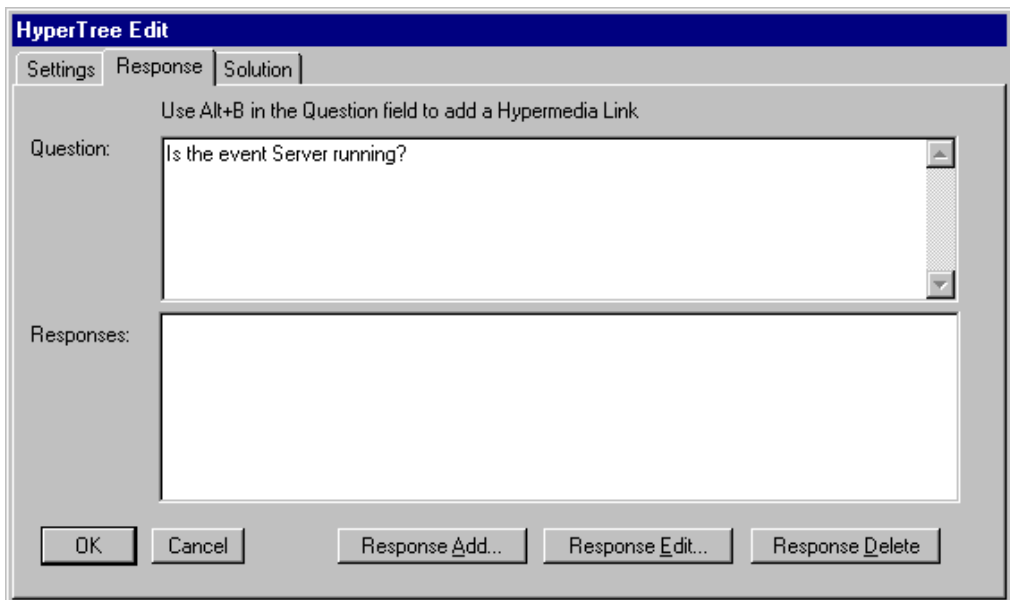 HyperTree Edit
Settings Response Solution
Use Alt+B in the Question field to add a Hypermedia Link
Question:
Is the event Server running?
Responses:
OK Cancel Response Add... Response Edit... Response Delete